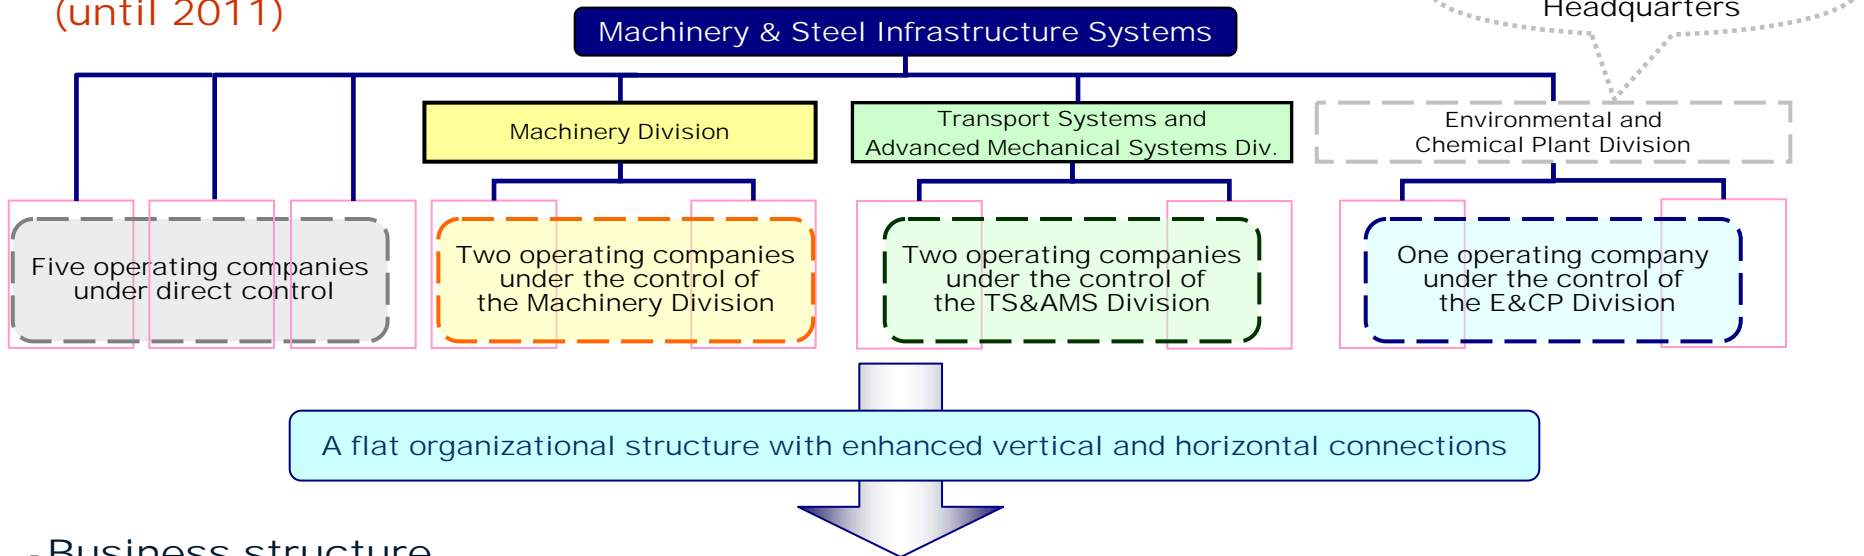 (until 2011)
Headquarters
Machinery & Steel Infrastructure Systems
Machinery Division
Transport Systems and
Advanced Mechanical Systems Div.
Environmental and
Chemical Plant Division
Five operating companies
under direct control
Two operating companies
under the control of
the Machinery Division
Two operating companies
under the control of
the TS&AMS Division
One operating company
under the control of
the E&CP Division
A flat organizational structure with enhanced vertical and horizontal connections
- Business structure